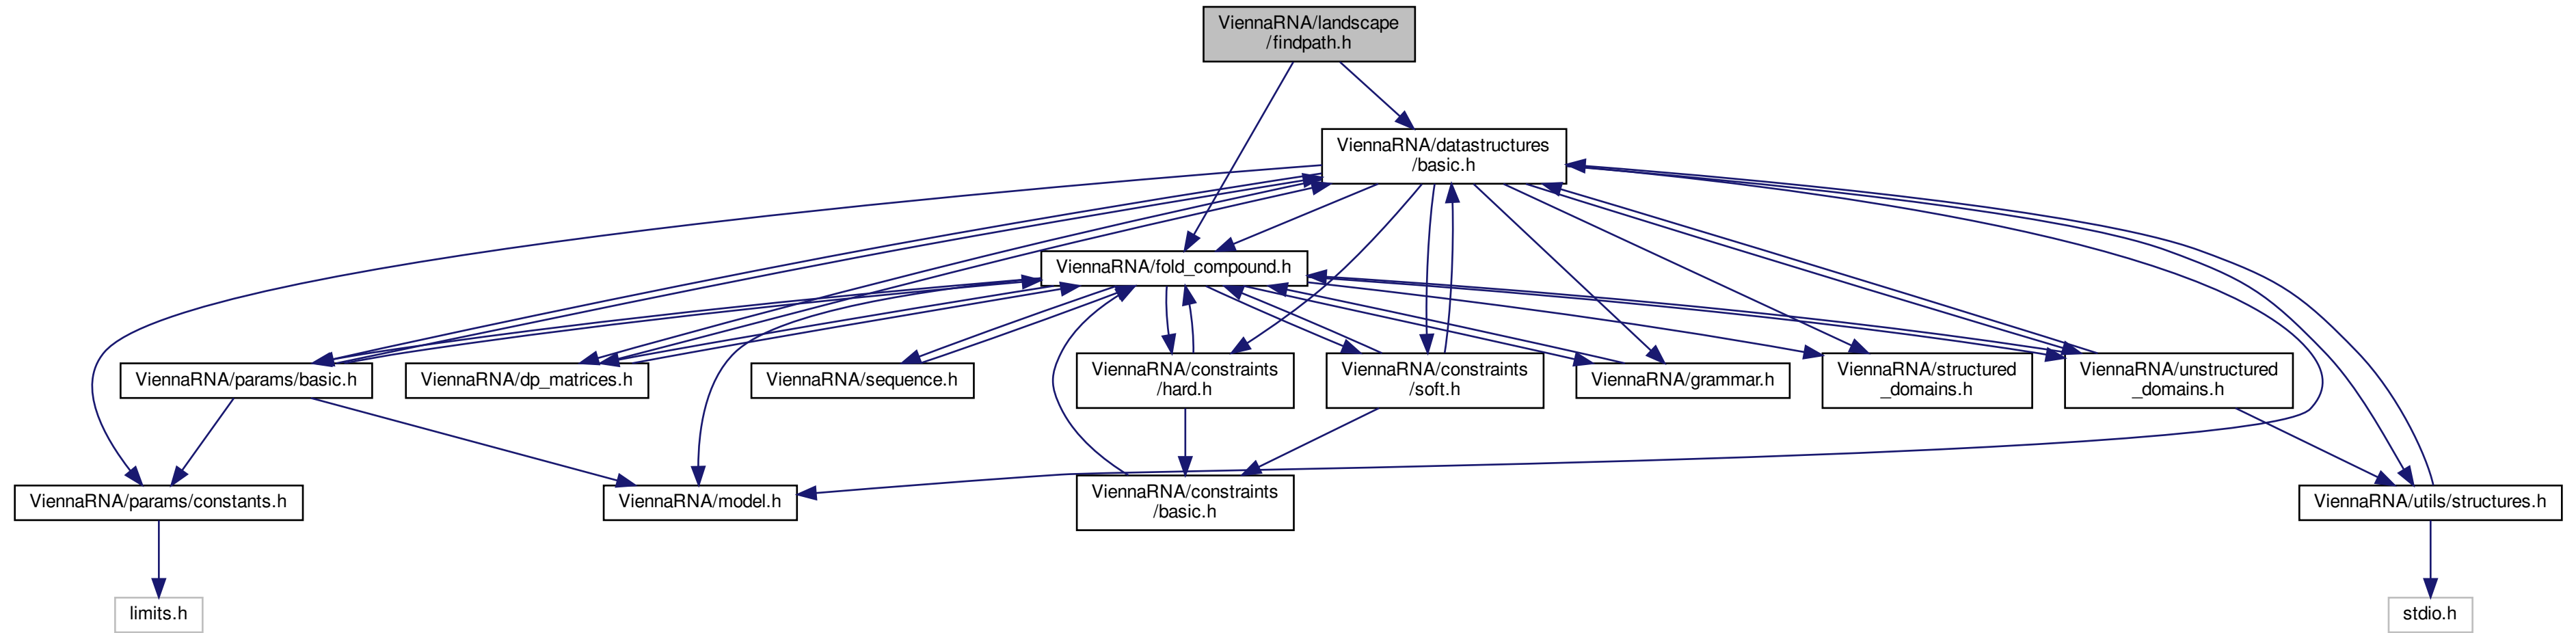 ViennaRNA/landscape
/findpath.h
ViennaRNA/datastructures
/basic.h
ViennaRNA/fold_compound.h
ViennaRNA/params/basic.h
ViennaRNA/dp_matrices.h
ViennaRNA/sequence.h
ViennaRNA/constraints
/hard.h
ViennaRNA/constraints
/soft.h
ViennaRNA/grammar.h
ViennaRNA/structured
_domains.h
ViennaRNA/unstructured
_domains.h
ViennaRNA/params/constants.h
ViennaRNA/model.h
ViennaRNA/constraints
/basic.h
ViennaRNA/utils/structures.h
limits.h
stdio.h